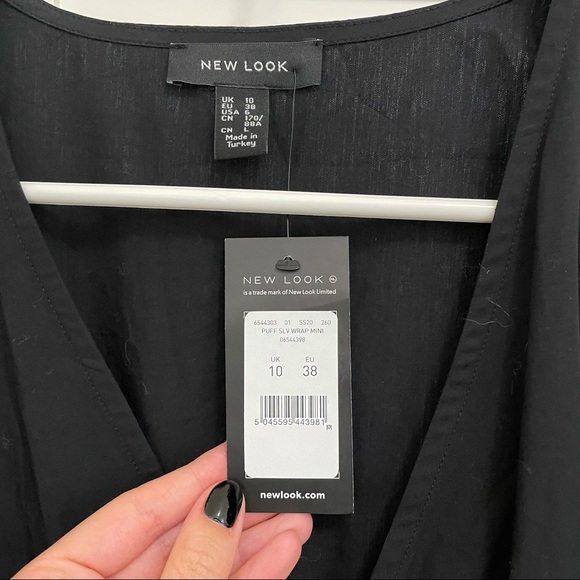 NEW LOOK
UK 10
EU 38
USA 6
CN 170/
88A
CN L
Made in
Turkey
NEW LOOK
is a trade mark of New Look Limited
6544303 01 SS20 260
PUFF SLV WRAP MINI
06544398
UK EU
10 38
5 045595 443981
newlook.com